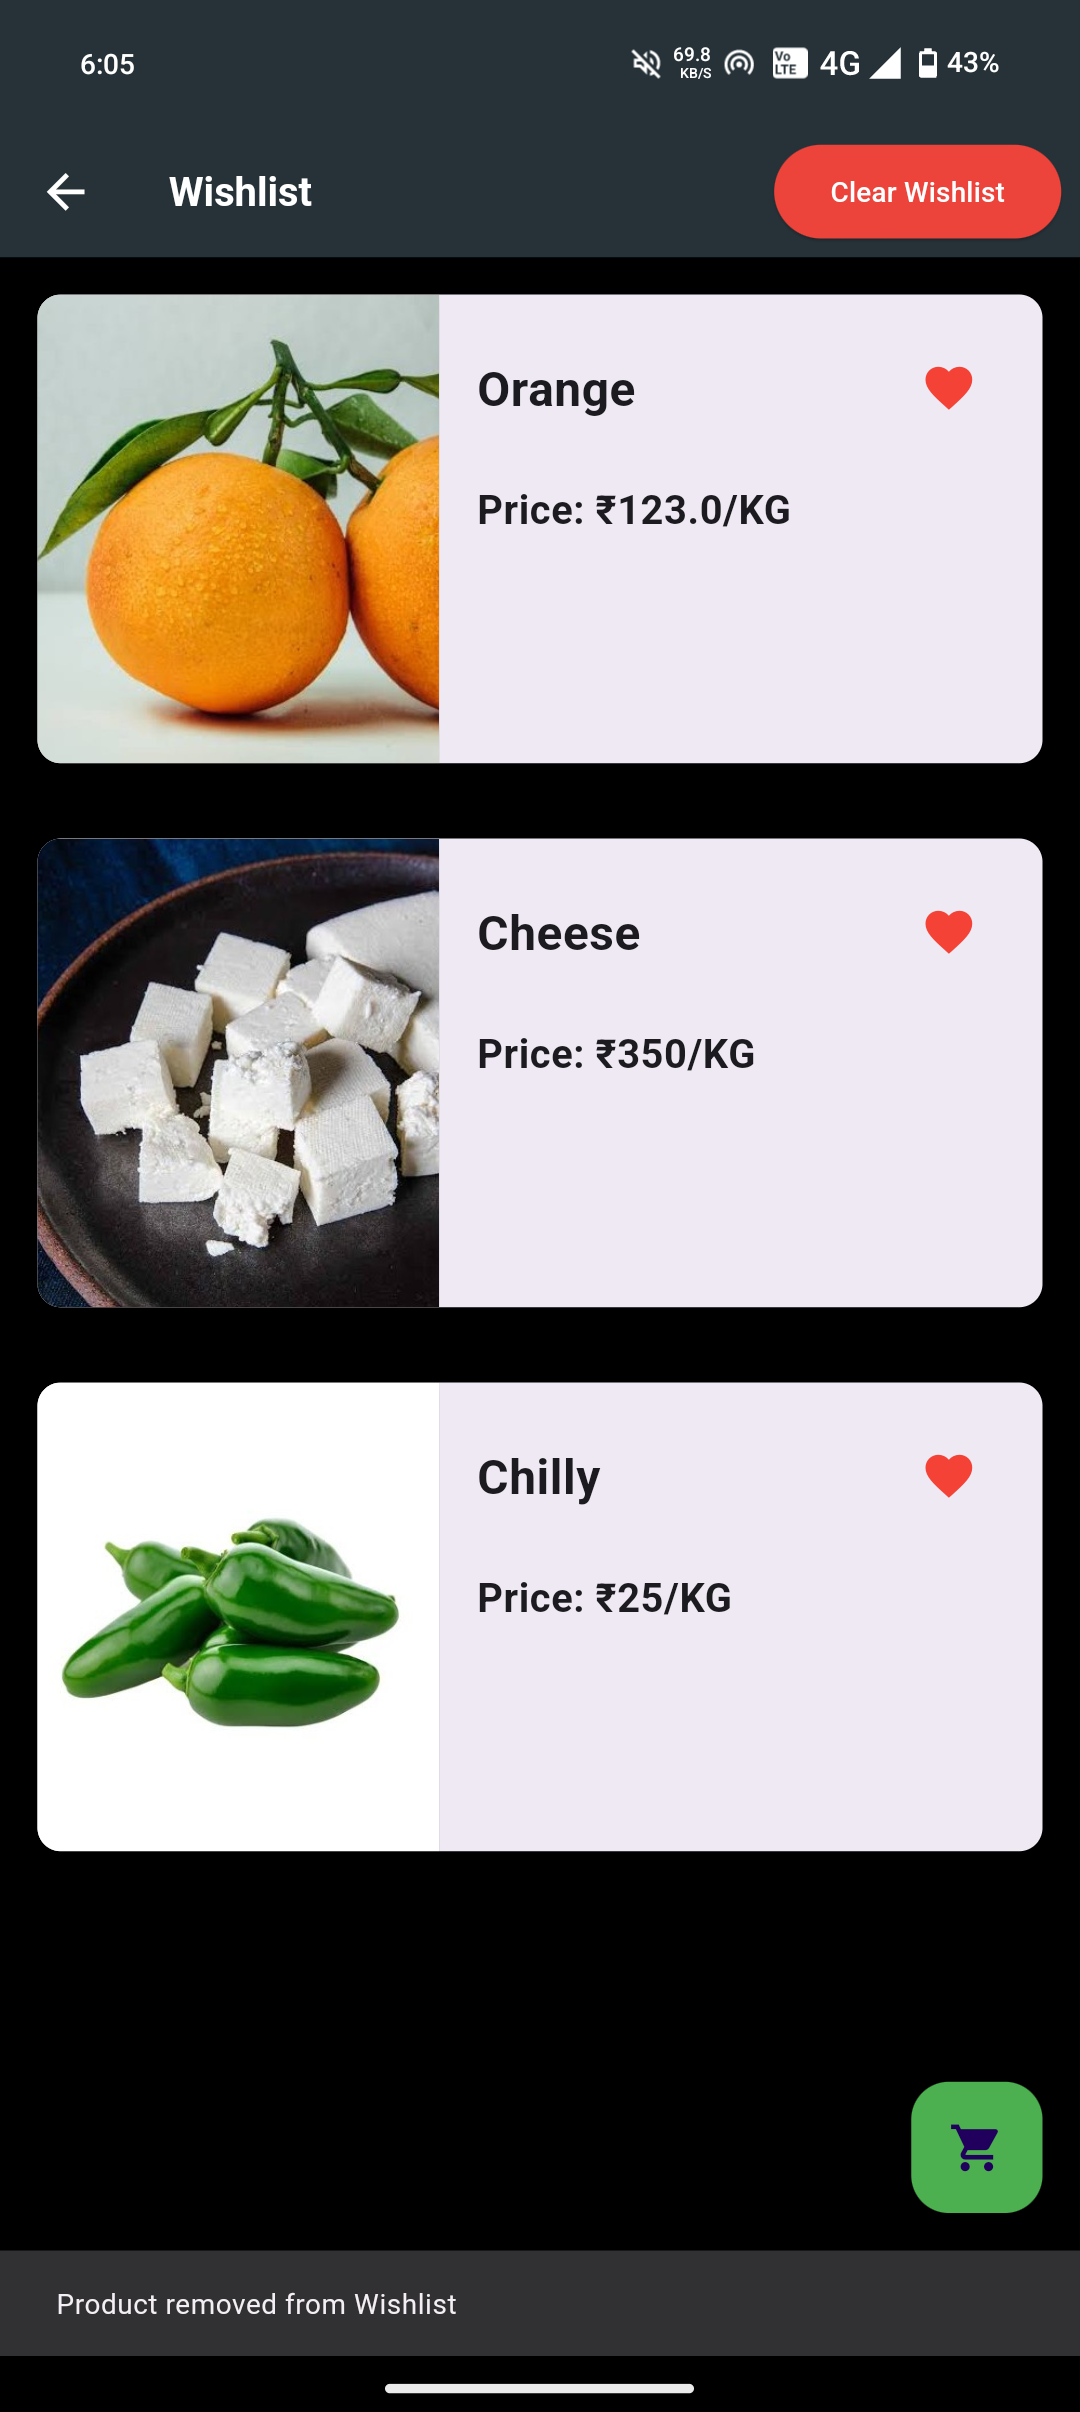 6:05
69.8
KB/S
Vo
LTE
4G
43%
Wishlist
Clear Wishlist
Orange
Price: ₹123.0/KG
Cheese
Price: ₹350/KG
Chilly
Price: ₹25/KG
Product removed from Wishlist